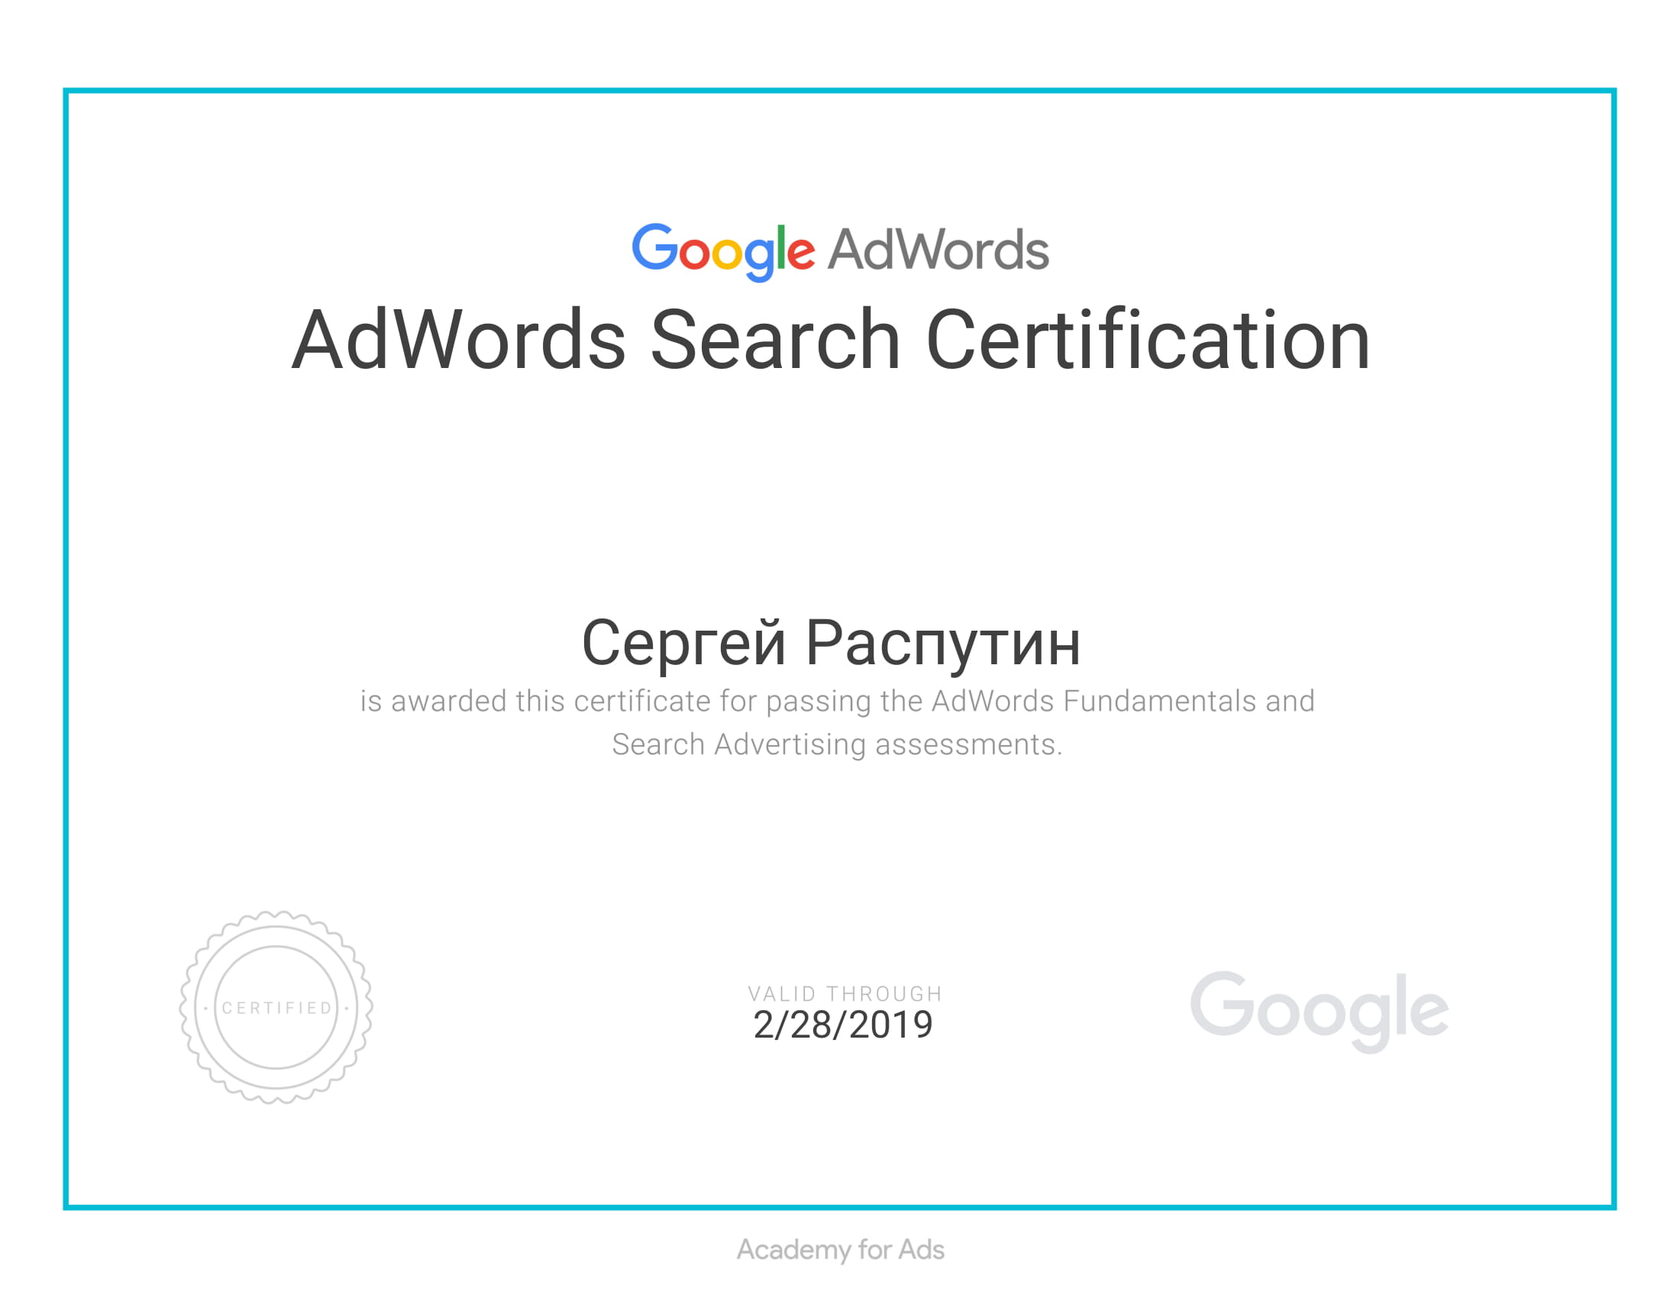 Google AdWords
AdWords Search Certification
Сергей Распутин
is awarded this certificate for passing the AdWords Fundamentals and
Search Advertising assessments.
· CERTIFIED ·
VALID THROUGH
2/28/2019
Google
Academy for Ads